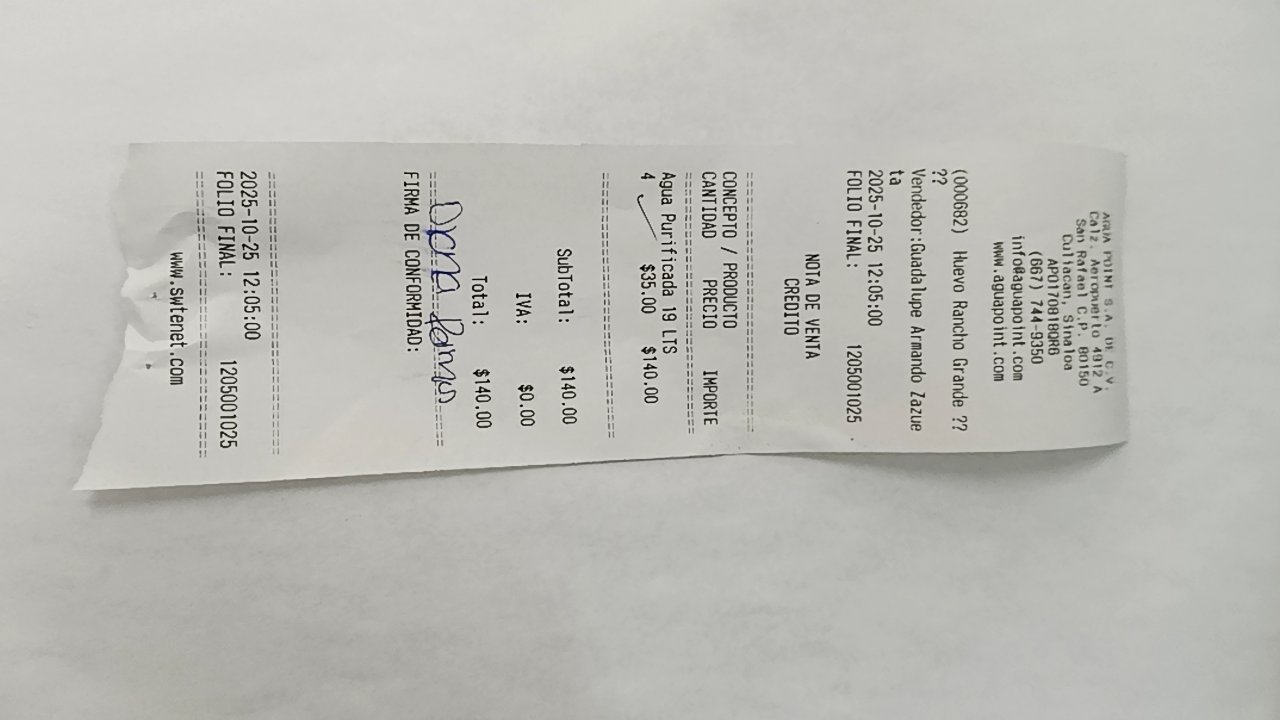 AGUA POINT S.A. DE C.V.
Calz. Aeropuerto 4912 A
San Rafael C.P. 80150
Culiacan, Sinaloa
APO170818QR6
(667) 744-9350
info@aguapoint.com
www.aguapoint.com
(000682) Huevo Rancho Grande ??
??
Vendedor:Guadalupe Armando Zazue
ta
2025-10-25 12:05:00
FOLIO FINAL: 1205001025
NOTA DE VENTA
CREDITO
================================
CONCEPTO / PRODUCTO
CANTIDAD PRECIO IMPORTE
================================
Agua Purificada 19 LTS
4 $35.00 $140.00
================================
SubTotal: $140.00
IVA: $0.00
Total: $140.00
Diana Ramos
================================
FIRMA DE CONFORMIDAD:
================================
2025-10-25 12:05:00
FOLIO FINAL: 1205001025
================================
www.swtenet.com